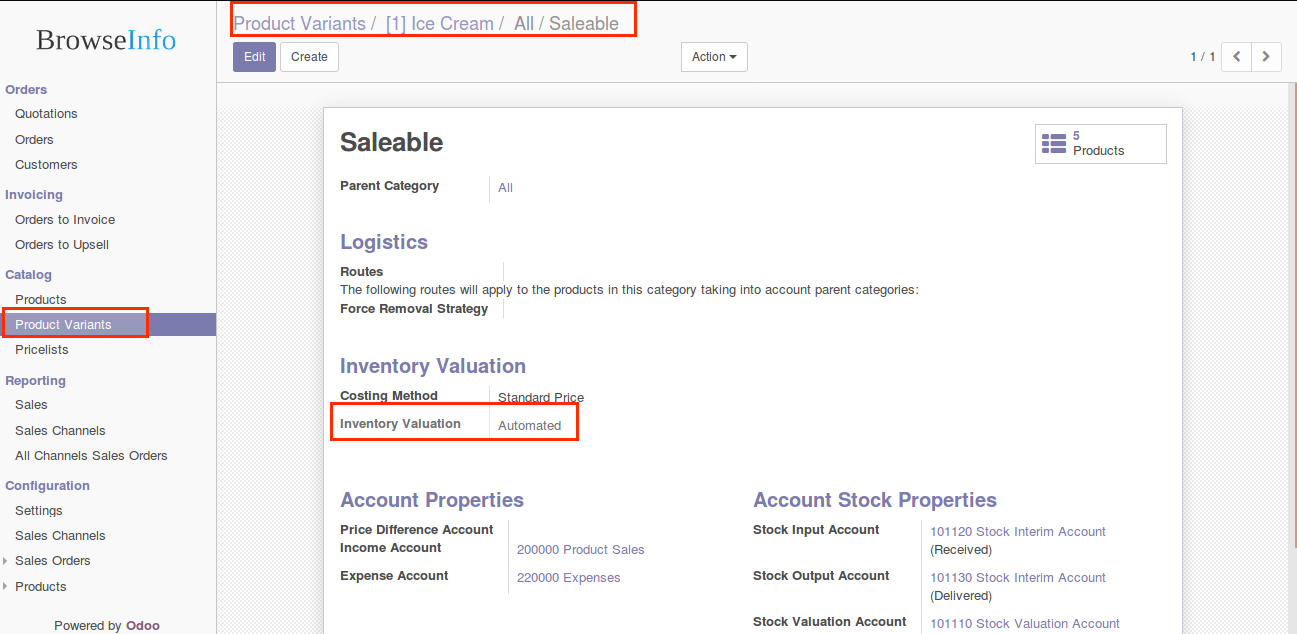 BrowseInfo
Orders
Quotations
Orders
Customers
Invoicing
Orders to Invoice
Orders to Upsell
Catalog
Products
Product Variants
Pricelists
Reporting
Sales
Sales Channels
All Channels Sales Orders
Configuration
Settings
Sales Channels
Sales Orders
Products
Powered by Odoo
Product Variants / [1] Ice Cream / All / Saleable
Edit Create Action 1 / 1
Saleable
5
Products
Parent Category All
Logistics
Routes
The following routes will apply to the products in this category taking into account parent categories:
Force Removal Strategy
Inventory Valuation
Costing Method Standard Price
Inventory Valuation Automated
Account Properties
Price Difference Account
Income Account 200000 Product Sales
Expense Account 220000 Expenses
Account Stock Properties
Stock Input Account 101120 Stock Interim Account
(Received)
Stock Output Account 101130 Stock Interim Account
(Delivered)
Stock Valuation Account 101110 Stock Valuation Account